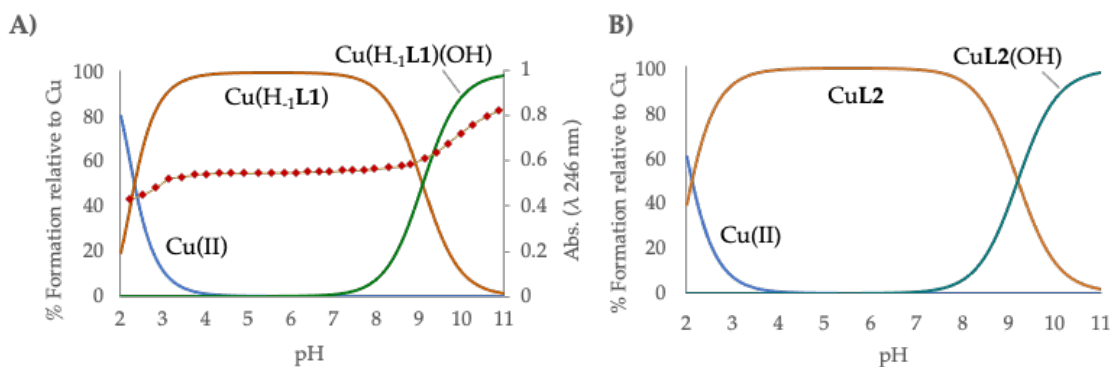 A)
Cu(H₋₁L1)(OH)
Cu(H₋₁L1)
Cu(II)
% Formation relative to Cu
100
80
60
40
20
0
1
0.8
0.6
0.4
0.2
0
Abs. (λ 246 nm)
2 3 4 5 6 7 8 9 10 11
pH
B)
CuL2(OH)
CuL2
Cu(II)
% Formation relative to Cu
100
80
60
40
20
0
2 3 4 5 6 7 8 9 10 11
pH